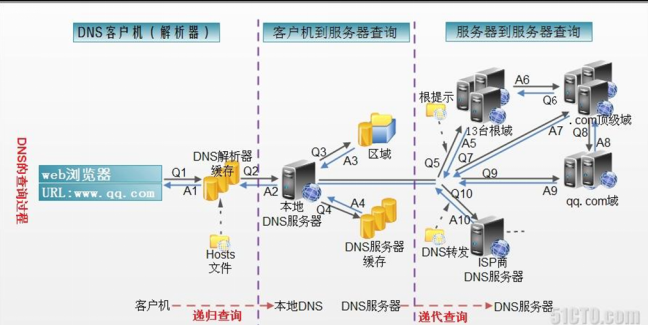 DNS客户机（解析器）
客户机到服务器查询
服务器到服务器查询
DNS的查询过程
web浏览器
URL:www.qq.com
Q1
A1
DNS解析器
缓存
Hosts
文件
Q2
A2
本地
DNS服务器
Q3
A3
区域
Q4
A4
DNS服务器
缓存
根提示
13台根域
Q5
A5
A6
Q6
.com顶级域
Q7
A7
Q8
A8
Q9
A9
qq.com域
Q10
A10
DNS转发
ISP商
DNS服务器
客户机
递归查询
本地DNS
DNS服务器
递代查询
DNS服务器
51CTO.com